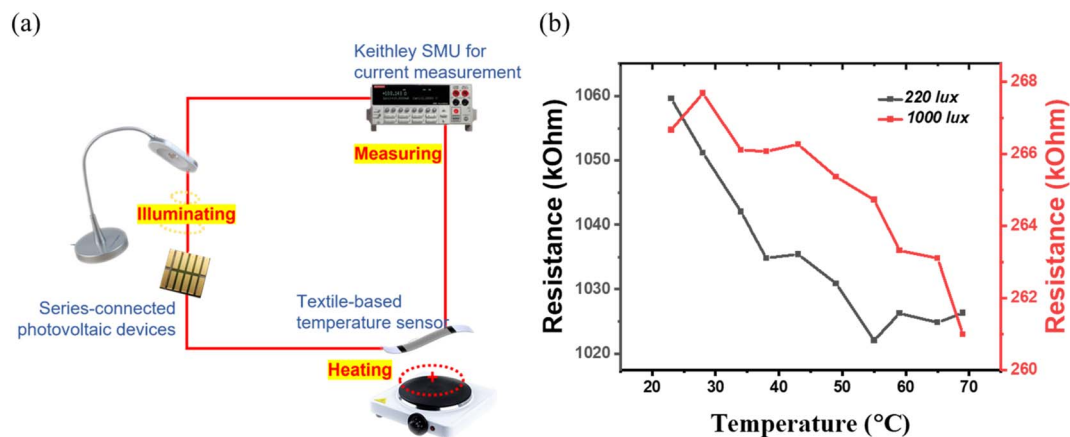 (a)
Keithley SMU for
current measurement
Measuring
Illuminating
Series-connected
photovoltaic devices
Textile-based
temperature sensor
Heating
(b)
Resistance (kOhm)
1060
1050
1040
1030
1020
220 lux
1000 lux
268
266
264
262
260
Resistance (kOhm)
20
30
40
50
60
70
Temperature (°C)